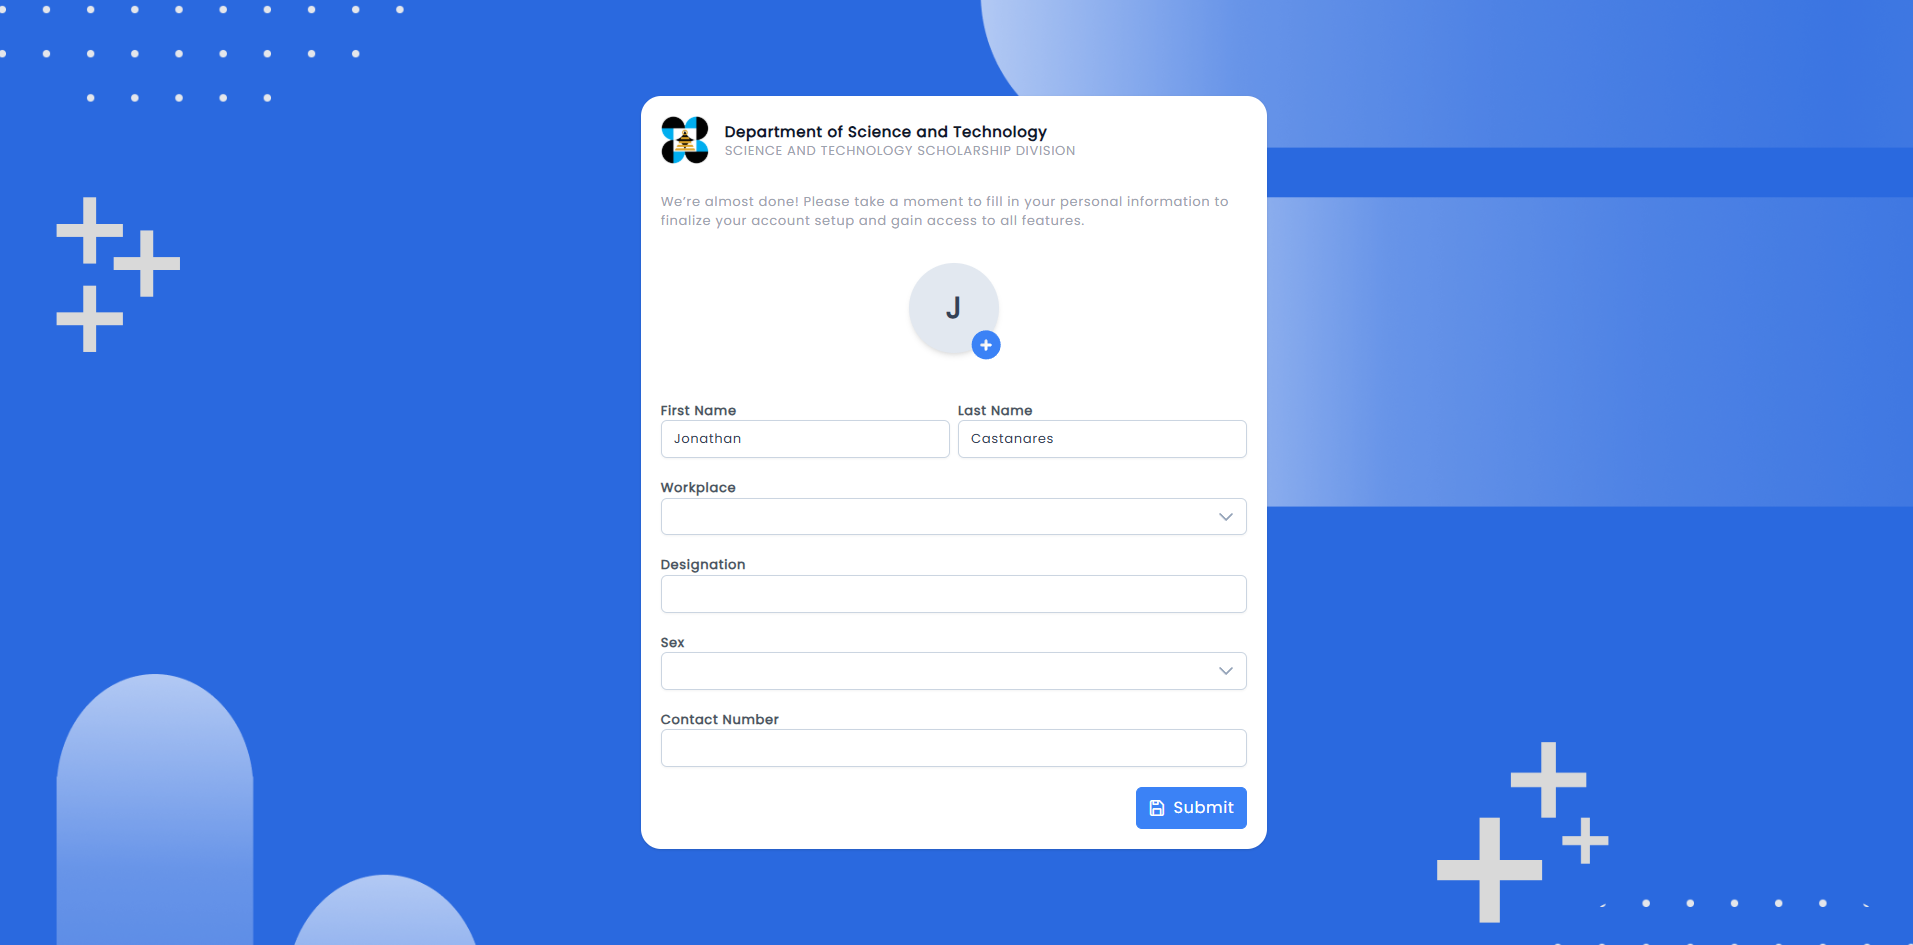 Department of Science and Technology
SCIENCE AND TECHNOLOGY SCHOLARSHIP DIVISION
We're almost done! Please take a moment to fill in your personal information to
finalize your account setup and gain access to all features.
J
First Name
Last Name
Jonathan
Castanares
Workplace
Designation
Sex
Contact Number
Submit